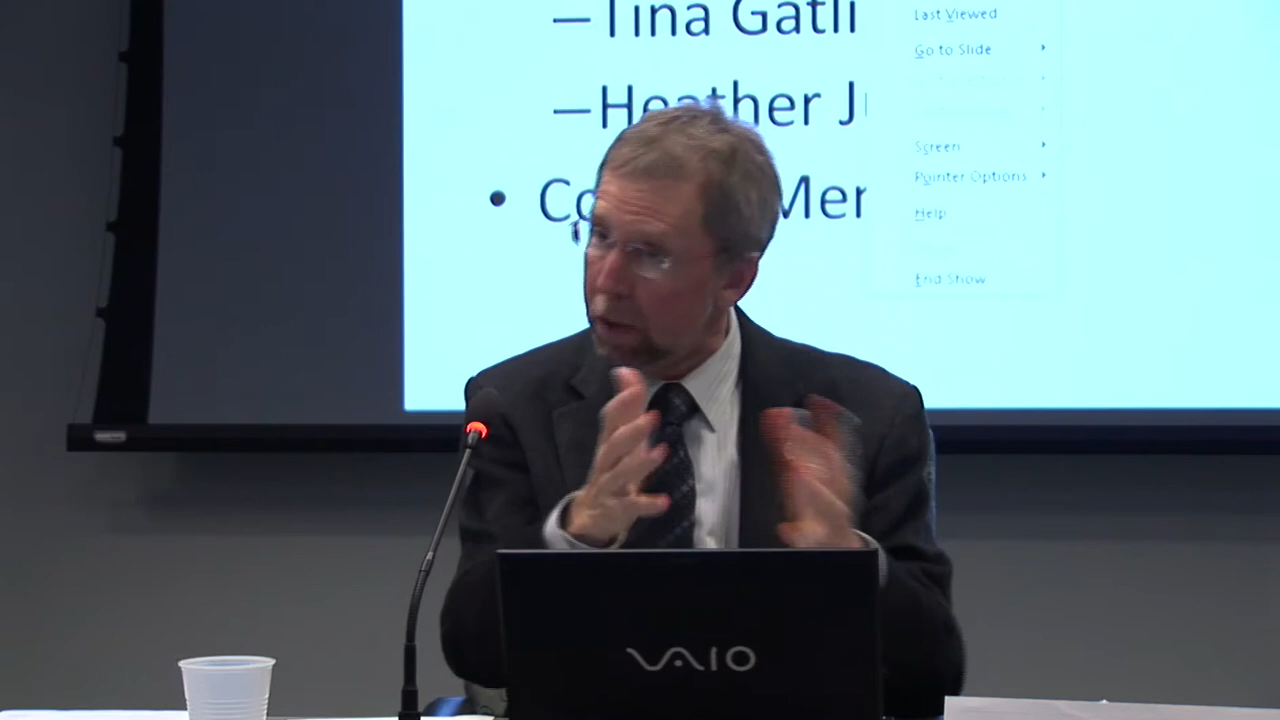 –Tina Gatli
–Heather J
• Co Mer
Last Viewed
Go to Slide
Screen
Pointer Options
Help
End Show
VAIO